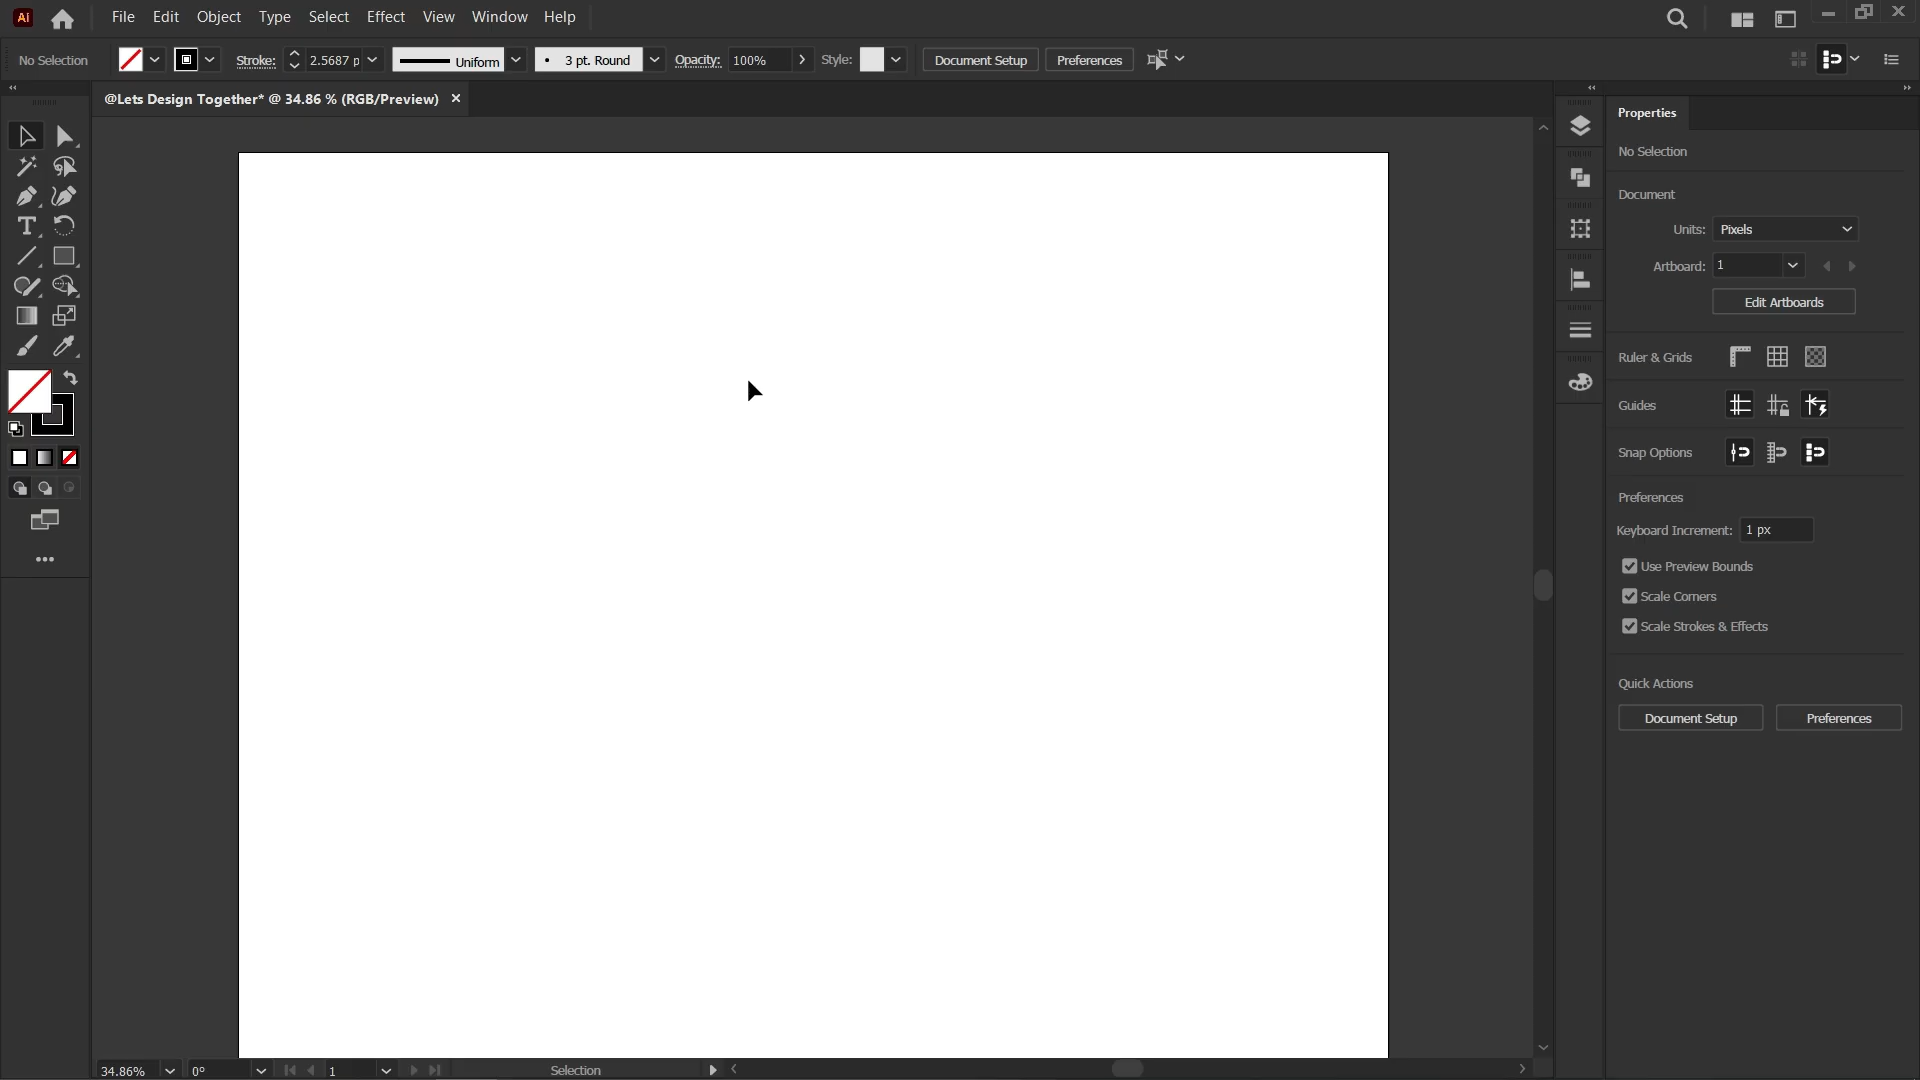 Ai File Edit Object Type Select Effect View Window Help
No Selection Stroke: 2.5687 p Uniform 3 pt. Round Opacity: 100% Style: Document Setup Preferences
@Lets Design Together* @ 34.86 % (RGB/Preview)
Properties
No Selection
Document
Units: Pixels
Artboard: 1
Edit Artboards
Ruler & Grids
Guides
Snap Options
Preferences
Keyboard Increment: 1 px
Use Preview Bounds
Scale Corners
Scale Strokes & Effects
Quick Actions
Document Setup Preferences
34.86% 0° 1 Selection